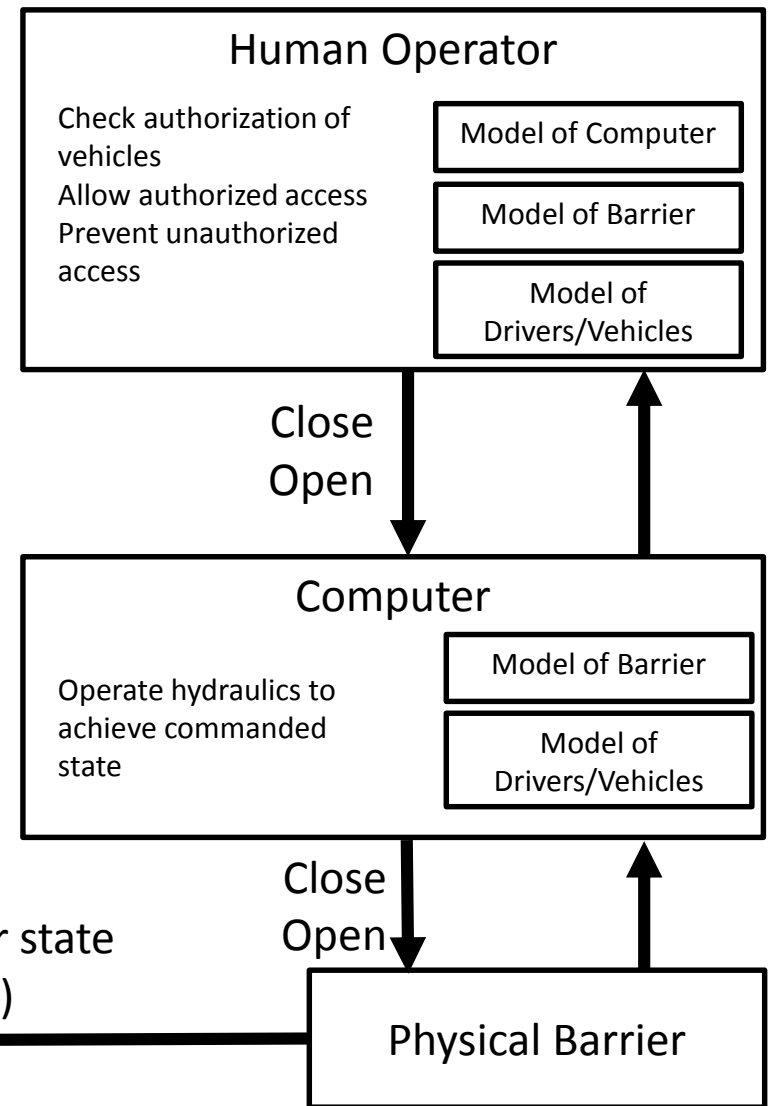 Human Operator
Check authorization of
vehicles
Allow authorized access
Prevent unauthorized
access
Model of Computer
Model of Barrier
Model of
Drivers/Vehicles
Close
Open
Computer
Operate hydraulics to
achieve commanded
state
Model of Barrier
Model of
Drivers/Vehicles
Close
Open
r state
)
Physical Barrier